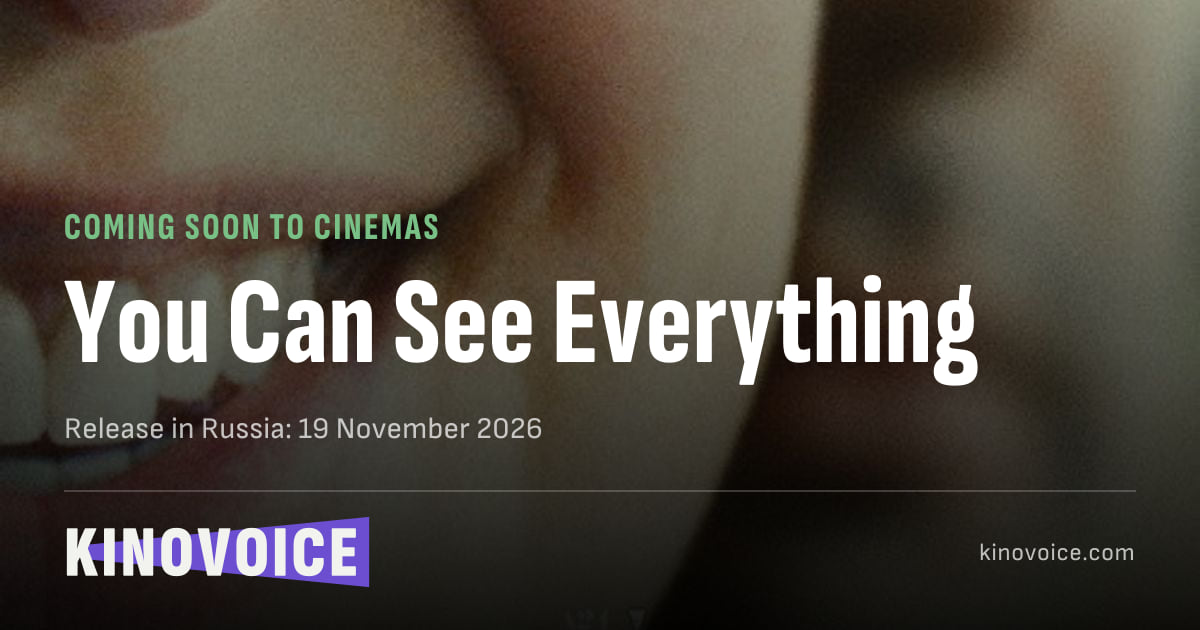 COMING SOON TO CINEMAS
You Can See Everything
Release in Russia: 19 November 2026
KINOVOICE
kinovoice.com